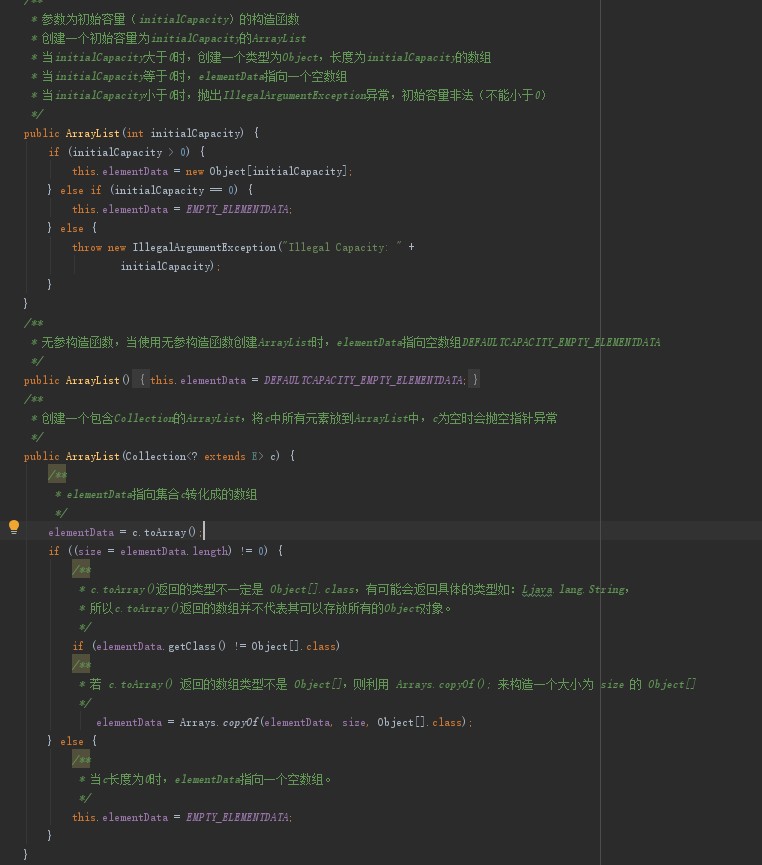 /**
 * 参数为初始容量（initialCapacity）的构造函数
 * 创建一个初始容量为initialCapacity的ArrayList
 * 当initialCapacity大于0时，创建一个类型为Object，长度为initialCapacity的数组
 * 当initialCapacity等于0时，elementData指向一个空数组
 * 当initialCapacity小于0时，抛出IllegalArgumentException异常，初始容量非法（不能小于0）
 */
public ArrayList(int initialCapacity) {
    if (initialCapacity > 0) {
        this.elementData = new Object[initialCapacity];
    } else if (initialCapacity == 0) {
        this.elementData = EMPTY_ELEMENTDATA;
    } else {
        throw new IllegalArgumentException("Illegal Capacity: " +
                initialCapacity);
    }
}
/**
 * 无参构造函数，当使用无参构造函数创建ArrayList时，elementData指向空数组DEFAULTCAPACITY_EMPTY_ELEMENTDATA
 */
public ArrayList() { this.elementData = DEFAULTCAPACITY_EMPTY_ELEMENTDATA; }
/**
 * 创建一个包含Collection的ArrayList，将c中所有元素放到ArrayList中，c为空时会抛空指针异常
 */
public ArrayList(Collection<? extends E> c) {
    /**
     * elementData指向集合c转化成的数组
     */
    elementData = c.toArray();
    if ((size = elementData.length) != 0) {
        /**
         * c.toArray()返回的类型不一定是 Object[].class，有可能会返回具体的类型如：Ljava.lang.String，
         * 所以c.toArray()返回的数组并不代表其可以存放所有的Object对象。
         */
        if (elementData.getClass() != Object[].class)
        /**
         * 若 c.toArray() 返回的数组类型不是 Object[]，则利用 Arrays.copyOf(); 来构造一个大小为 size 的 Object[]
         */
            elementData = Arrays.copyOf(elementData, size, Object[].class);
    } else {
        /**
         * 当c长度为0时，elementData指向一个空数组。
         */
        this.elementData = EMPTY_ELEMENTDATA;
    }
}